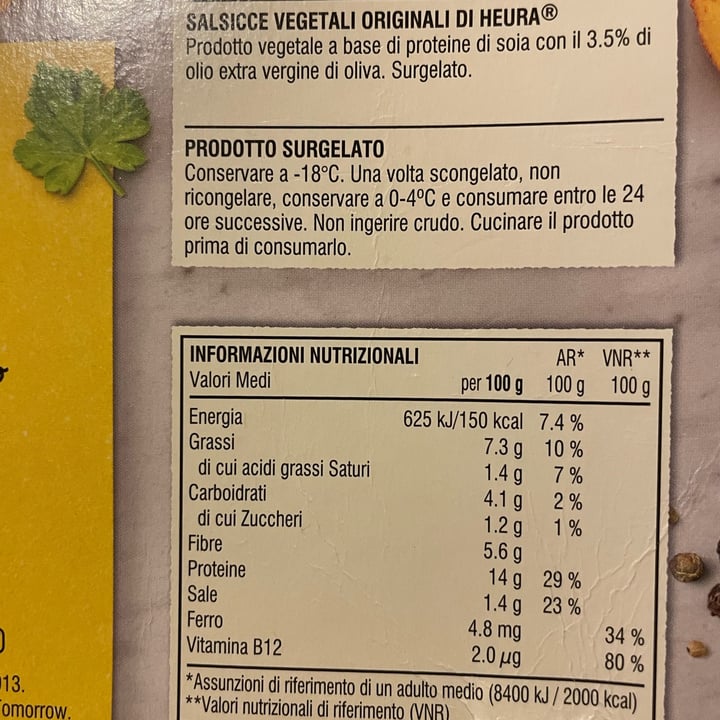 SALSICCE VEGETALI ORIGINALI DI HEURA®
Prodotto vegetale a base di proteine di soia con il 3.5% di
olio extra vergine di oliva. Surgelato.
PRODOTTO SURGELATO
Conservare a -18°C. Una volta scongelato, non
ricongelare, conservare a 0-4ºC e consumare entro le 24
ore successive. Non ingerire crudo. Cucinare il prodotto
prima di consumarlo.
INFORMAZIONI NUTRIZIONALI AR* VNR**
Valori Medi per 100 g 100 g 100 g
Energia 625 kJ/150 kcal 7.4 %
Grassi 7.3 g 10 %
di cui acidi grassi Saturi 1.4 g 7 %
Carboidrati 4.1 g 2 %
di cui Zuccheri 1.2 g 1 %
Fibre 5.6 g
Proteine 14 g 29 %
Sale 1.4 g 23 %
Ferro 4.8 mg 34 %
Vitamina B12 2.0 µg 80 %
*Assunzioni di riferimento di un adulto medio (8400 kJ / 2000 kcal)
**Valori nutrizionali di riferimento (VNR)
013.
Tomorrow.